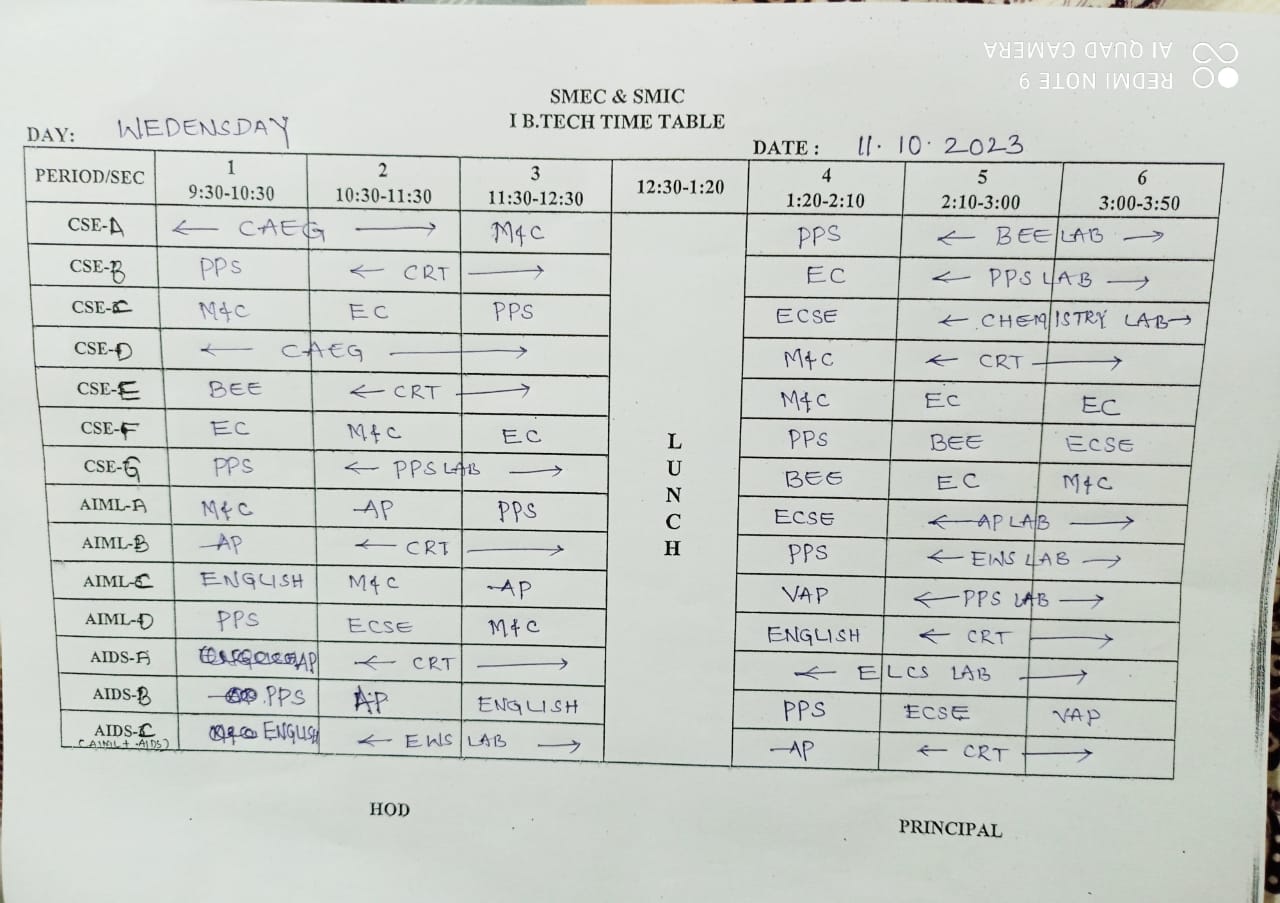 AI QUAD CAMERA
REDMI NOTE 9
SMEC & SMIC
I B.TECH TIME TABLE
DAY: WEDENSDAY
DATE : 11.10.2023
PERIOD/SEC 1 2 3 12:30-1:20 4 5 6
9:30-10:30 10:30-11:30 11:30-12:30 1:20-2:10 2:10-3:00 3:00-3:50
CSE-A ← CAEG → M&C PPS ← BEE LAB →
CSE-B PPS ← CRT → EC ← PPS LAB →
CSE-C M&C EC PPS ECSE ← CHEMISTRY LAB →
CSE-D ← CAEG → M&C ← CRT →
CSE-E BEE ← CRT → M&C EC EC
CSE-F EC M&C EC PPS BEE ECSE
CSE-G PPS ← PPS LAB → BEE EC M&C
AIML-A M&C AP PPS ECSE ← AP LAB →
AIML-B AP ← CRT → PPS ← EWS LAB →
AIML-C ENGLISH M&C AP VAP ← PPS LAB →
AIML-D PPS ECSE M&C ENGLISH ← CRT →
AIDS-A AP ← CRT → ← ELCS LAB →
AIDS-B PPS AP ENGLISH PPS ECSE VAP
AIDS-C ENGLISH ← EWS LAB → AP ← CRT →
(AIML + AIDS)
LUNCH
HOD
PRINCIPAL